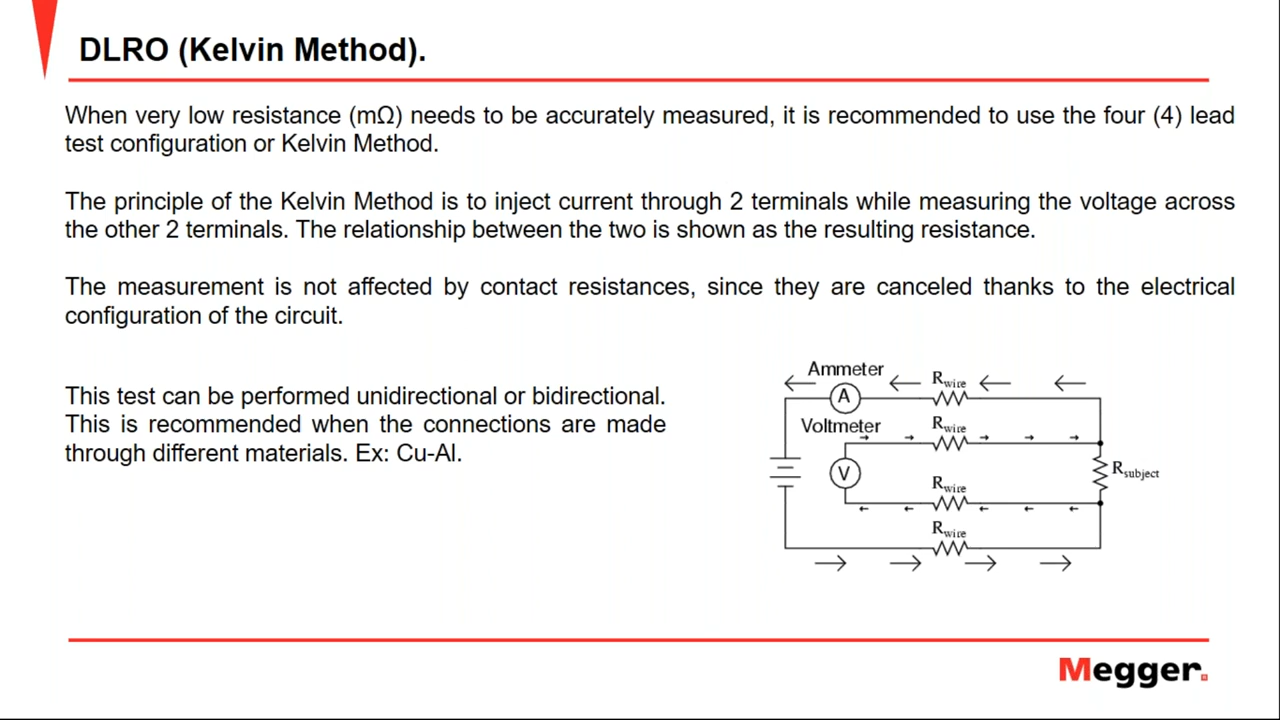 DLRO (Kelvin Method).
When very low resistance (mΩ) needs to be accurately measured, it is recommended to use the four (4) lead
test configuration or Kelvin Method.
The principle of the Kelvin Method is to inject current through 2 terminals while measuring the voltage across
the other 2 terminals. The relationship between the two is shown as the resulting resistance.
The measurement is not affected by contact resistances, since they are canceled thanks to the electrical
configuration of the circuit.
This test can be performed unidirectional or bidirectional.
This is recommended when the connections are made
through different materials. Ex: Cu-Al.
Ammeter
Rwire
A
Voltmeter
Rwire
V
Rsubject
Rwire
Rwire
Megger.